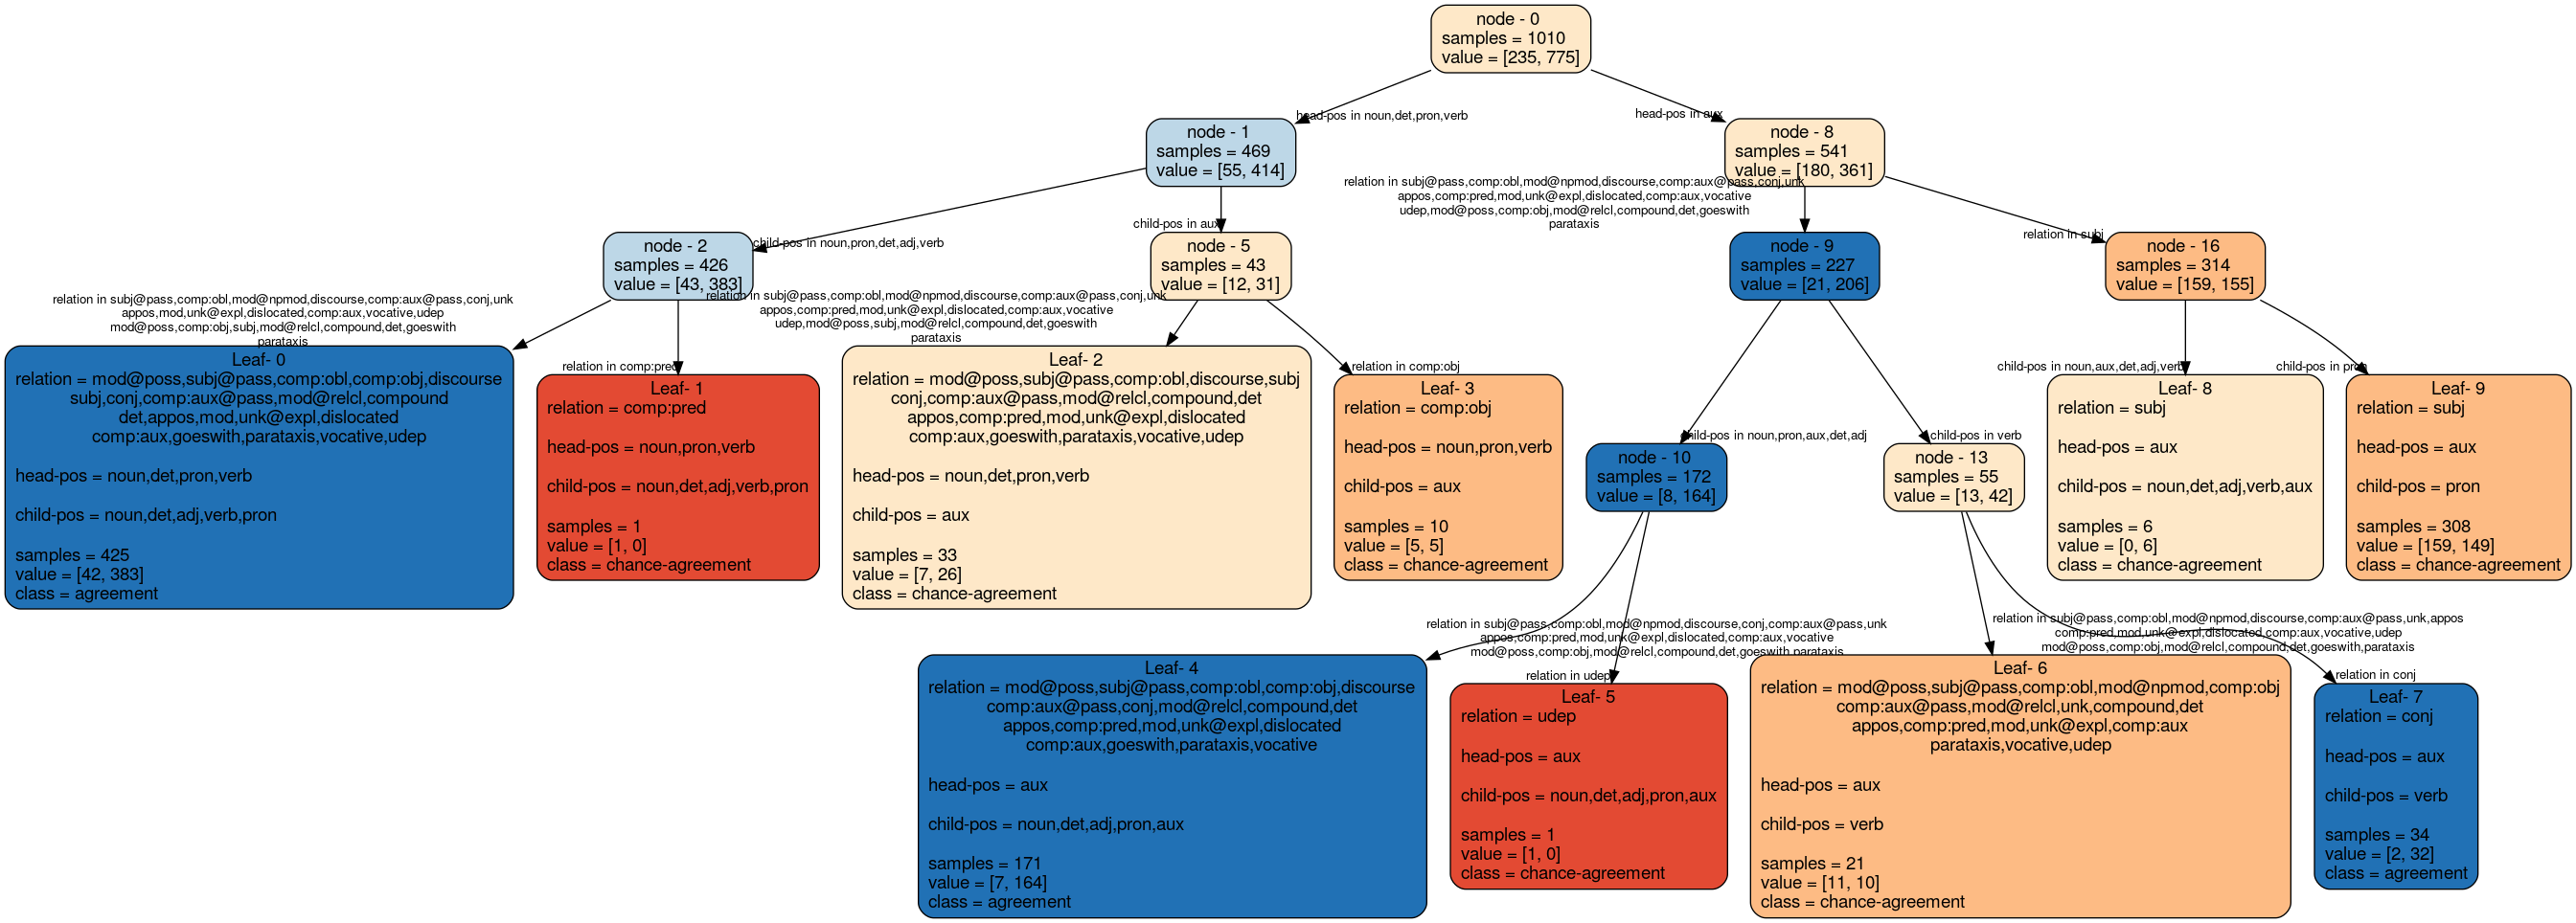 node - 0
samples = 1010
value = [235, 775]
head-pos in noun,det,pron,verb
head-pos in aux
node - 1
samples = 469
value = [55, 414]
node - 8
samples = 541
value = [180, 361]
child-pos in noun,pron,det,adj,verb
child-pos in aux
relation in subj@pass,comp:obl,mod@npmod,discourse,comp:aux@pass,conj,unk
appos,comp:pred,mod,unk@expl,dislocated,comp:aux,vocative
udep,mod@poss,comp:obj,mod@relcl,compound,det,goeswith
parataxis
relation in subj
node - 2
samples = 426
value = [43, 383]
node - 5
samples = 43
value = [12, 31]
node - 9
samples = 227
value = [21, 206]
node - 16
samples = 314
value = [159, 155]
relation in subj@pass,comp:obl,mod@npmod,discourse,comp:aux@pass,conj,unk
appos,mod,unk@expl,dislocated,comp:aux,vocative,udep
mod@poss,comp:obj,subj,mod@relcl,compound,det,goeswith
parataxis
relation in comp:pred
relation in subj@pass,comp:obl,mod@npmod,discourse,comp:aux@pass,conj,unk
appos,comp:pred,mod,unk@expl,dislocated,comp:aux,vocative
udep,mod@poss,subj,mod@relcl,compound,det,goeswith
parataxis
relation in comp:obj
child-pos in noun,pron,aux,det,adj
child-pos in verb
child-pos in noun,aux,det,adj,verb
child-pos in pron
Leaf- 0
relation = mod@poss,subj@pass,comp:obl,comp:obj,discourse
subj,conj,comp:aux@pass,mod@relcl,compound
det,appos,mod,unk@expl,dislocated
comp:aux,goeswith,parataxis,vocative,udep
head-pos = noun,det,pron,verb
child-pos = noun,det,adj,verb,pron
samples = 425
value = [42, 383]
class = agreement
Leaf- 1
relation = comp:pred
head-pos = noun,pron,verb
child-pos = noun,det,adj,verb,pron
samples = 1
value = [1, 0]
class = chance-agreement
Leaf- 2
relation = mod@poss,subj@pass,comp:obl,discourse,subj
conj,comp:aux@pass,mod@relcl,compound,det
appos,comp:pred,mod,unk@expl,dislocated
comp:aux,goeswith,parataxis,vocative,udep
head-pos = noun,det,pron,verb
child-pos = aux
samples = 33
value = [7, 26]
class = chance-agreement
Leaf- 3
relation = comp:obj
head-pos = noun,pron,verb
child-pos = aux
samples = 10
value = [5, 5]
class = chance-agreement
node - 10
samples = 172
value = [8, 164]
node - 13
samples = 55
value = [13, 42]
Leaf- 8
relation = subj
head-pos = aux
child-pos = noun,det,adj,verb,aux
samples = 6
value = [0, 6]
class = chance-agreement
Leaf- 9
relation = subj
head-pos = aux
child-pos = pron
samples = 308
value = [159, 149]
class = chance-agreement
relation in subj@pass,comp:obl,mod@npmod,discourse,conj,comp:aux@pass,unk
appos,comp:pred,mod,unk@expl,dislocated,comp:aux,vocative
mod@poss,comp:obj,mod@relcl,compound,det,goeswith,parataxis
relation in udep
relation in subj@pass,comp:obl,mod@npmod,discourse,comp:aux@pass,unk,appos
comp:pred,mod,unk@expl,dislocated,comp:aux,vocative,udep
mod@poss,comp:obj,mod@relcl,compound,det,goeswith,parataxis
relation in conj
Leaf- 4
relation = mod@poss,subj@pass,comp:obl,comp:obj,discourse
comp:aux@pass,conj,mod@relcl,compound,det
appos,comp:pred,mod,unk@expl,dislocated
comp:aux,goeswith,parataxis,vocative
head-pos = aux
child-pos = noun,det,adj,pron,aux
samples = 171
value = [7, 164]
class = agreement
Leaf- 5
relation = udep
head-pos = aux
child-pos = noun,det,adj,pron,aux
samples = 1
value = [1, 0]
class = chance-agreement
Leaf- 6
relation = mod@poss,subj@pass,comp:obl,mod@npmod,comp:obj
comp:aux@pass,mod@relcl,unk,compound,det
appos,comp:pred,mod,unk@expl,comp:aux
parataxis,vocative,udep
head-pos = aux
child-pos = verb
samples = 21
value = [11, 10]
class = chance-agreement
Leaf- 7
relation = conj
head-pos = aux
child-pos = verb
samples = 34
value = [2, 32]
class = agreement